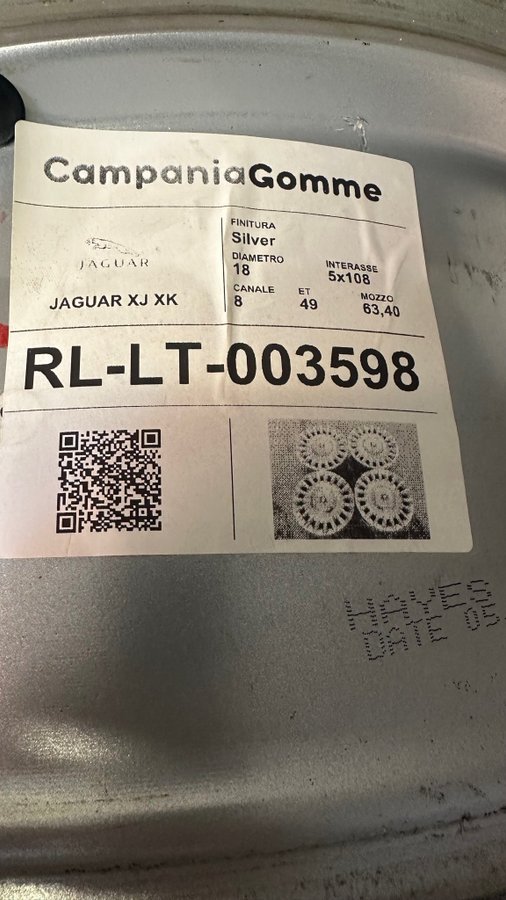 CampaniaGomme
JAGUAR
JAGUAR XJ XK
FINITURA
Silver
DIAMETRO
18
INTERASSE
5x108
CANALE
8
ET
49
MOZZO
63,40
RL-LT-003598
HAYES
DATE 05